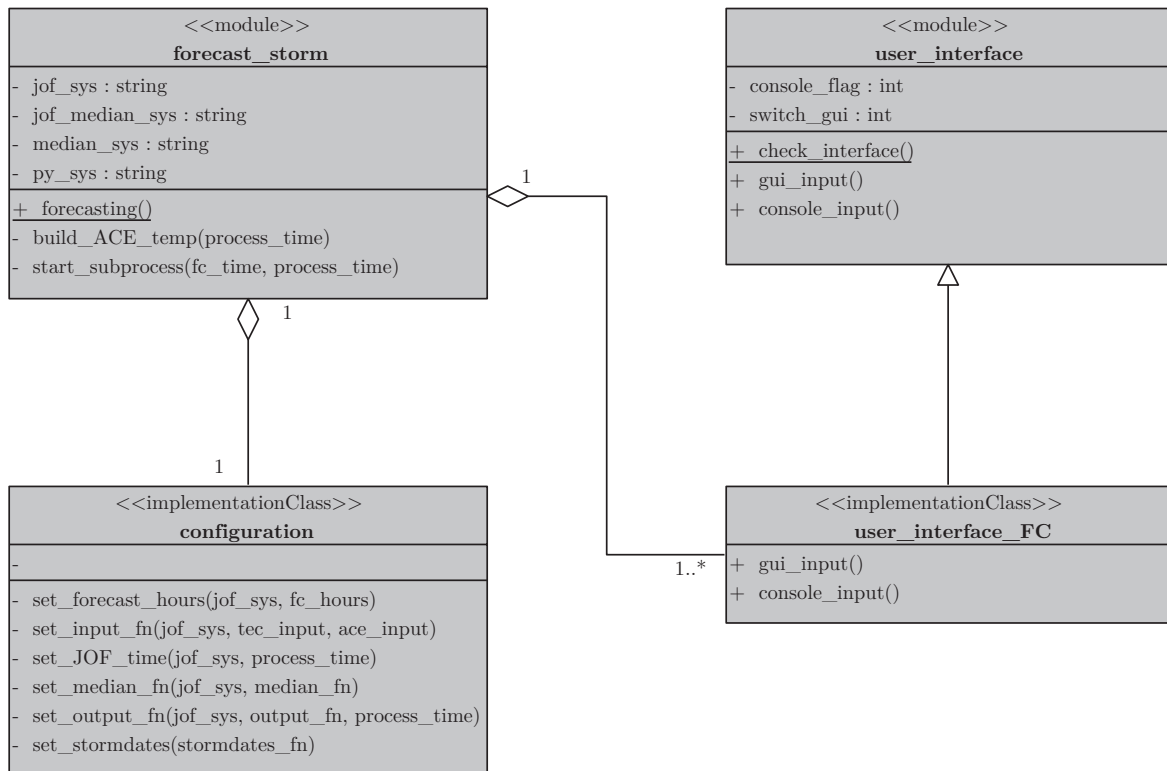 <<module>>
forecast_storm
- jof_sys : string
- jof_median_sys : string
- median_sys : string
- py_sys : string
+ forecasting()
- build_ACE_temp(process_time)
- start_subprocess(fc_time, process_time)
<<module>>
user_interface
- console_flag : int
- switch_gui : int
+ check_interface()
+ gui_input()
+ console_input()
1
1
1
1..*
<<implementationClass>>
configuration
-
- set_forecast_hours(jof_sys, fc_hours)
- set_input_fn(jof_sys, tec_input, ace_input)
- set_JOF_time(jof_sys, process_time)
- set_median_fn(jof_sys, median_fn)
- set_output_fn(jof_sys, output_fn, process_time)
- set_stormdates(stormdates_fn)
<<implementationClass>>
user_interface_FC
+ gui_input()
+ console_input()